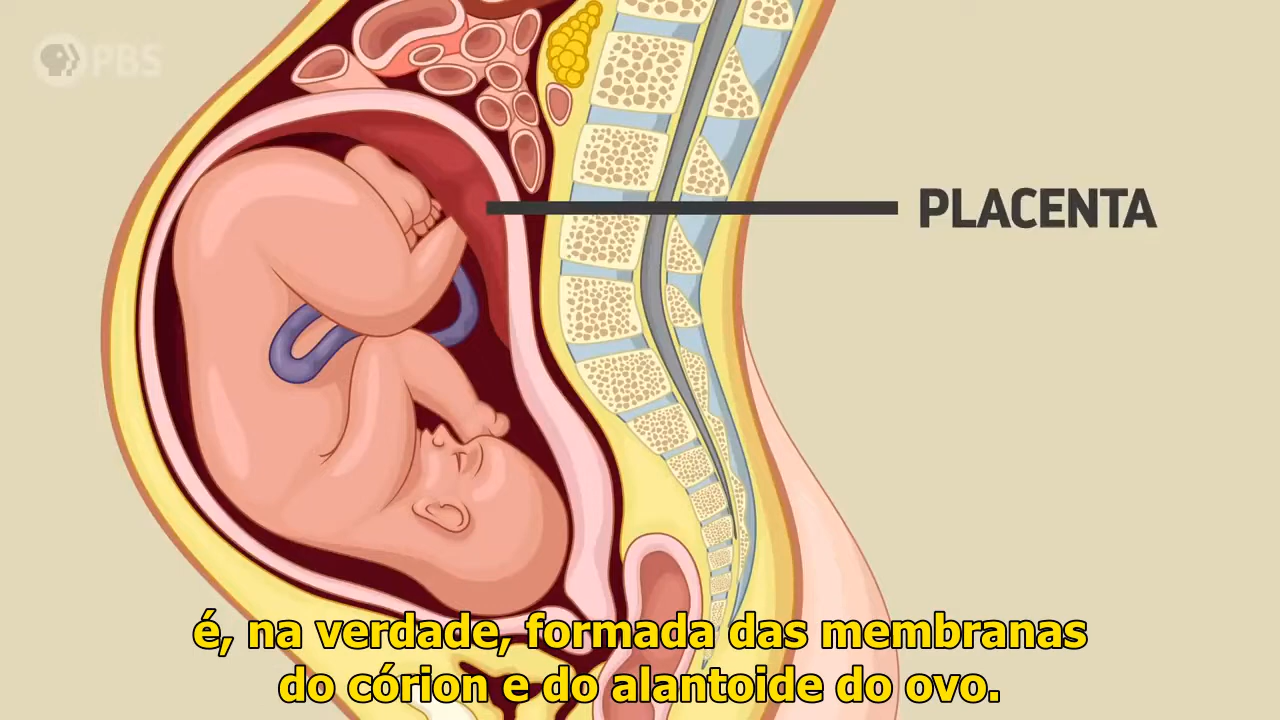 PBS
PLACENTA
é, na verdade, formada das membranas
do córion e do alantoide do ovo.